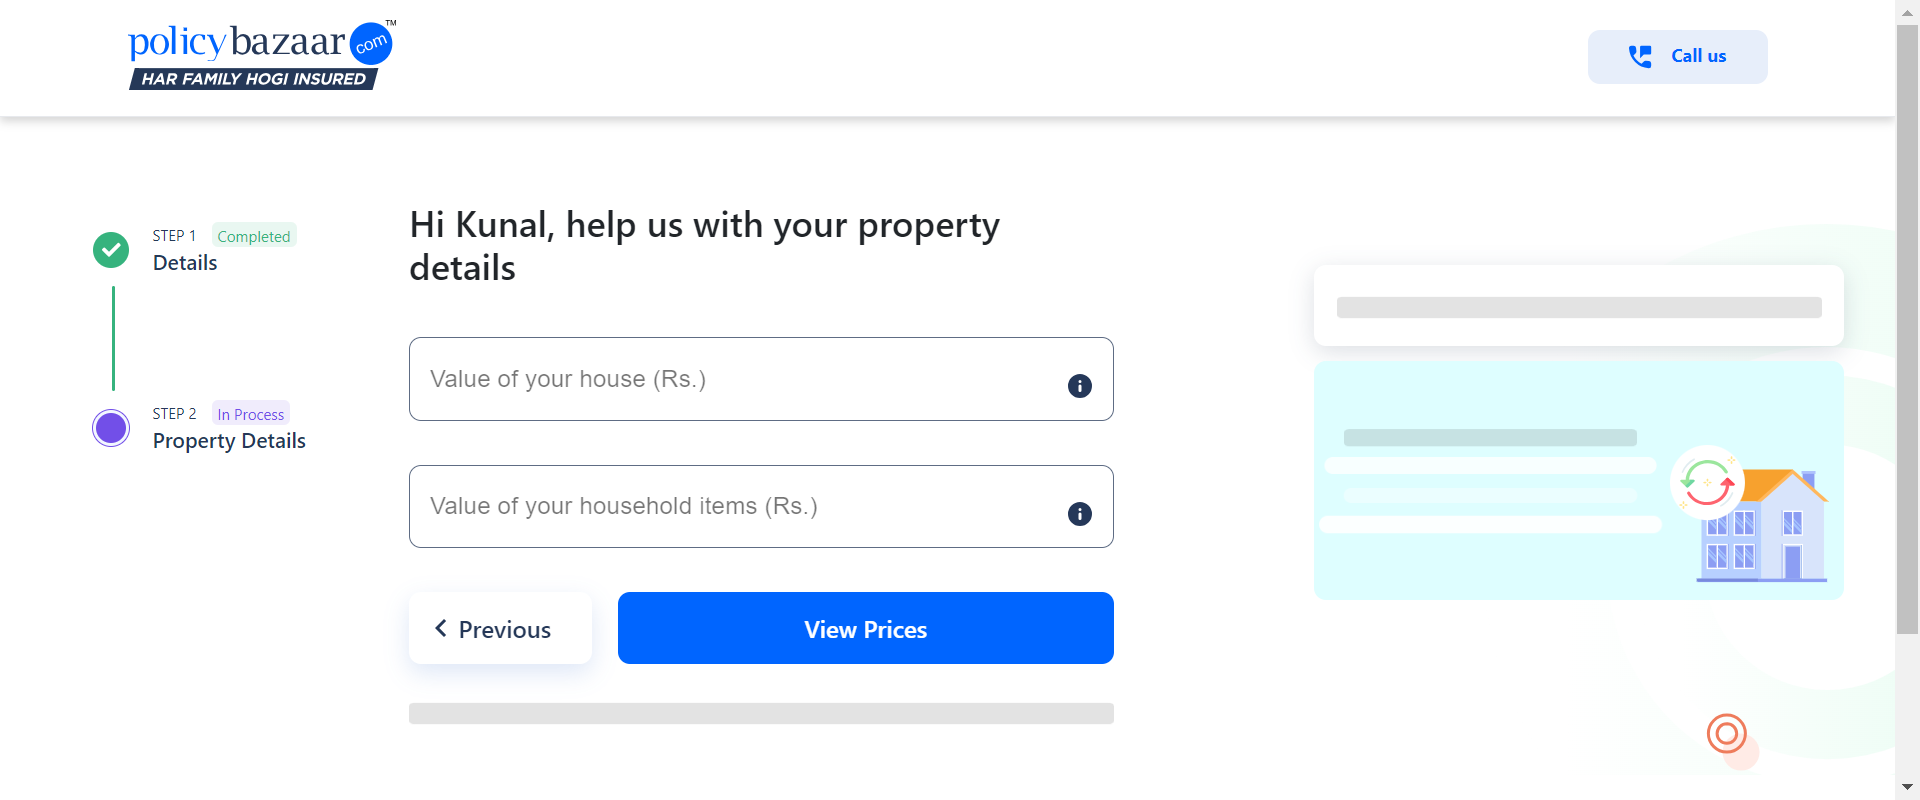 policybazaar com TM
HAR FAMILY HOGI INSURED
Call us
STEP 1 Completed
Details
STEP 2 In Process
Property Details
Hi Kunal, help us with your property
details
Value of your house (Rs.)
Value of your household items (Rs.)
Previous
View Prices